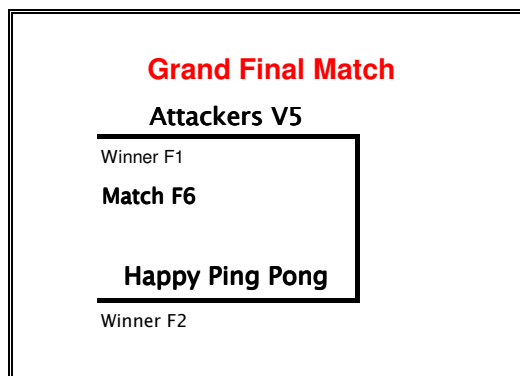 Grand Final Match
Attackers V5
Winner F1
Match F6
Happy Ping Pong
Winner F2